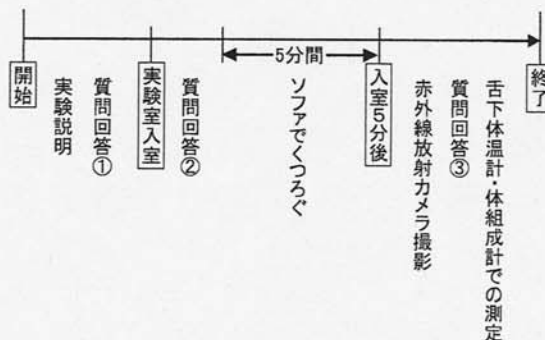 開始
実験説明
質問回答①
実験室入室
質問回答②
5分間
ソファでくつろぐ
入室5分後
赤外線放射カメラ撮影
質問回答③
舌下体温計・体組成計での測定
終了